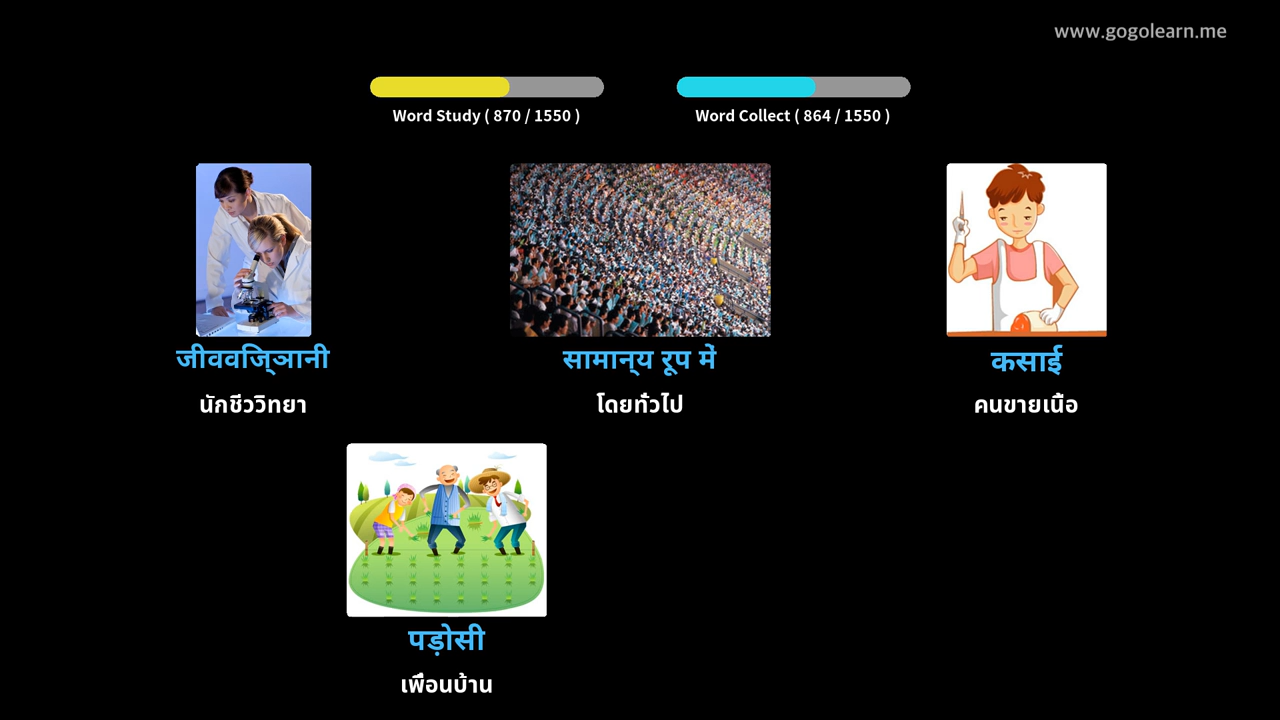 www.gogolearn.me
Word Study ( 870 / 1550 )
Word Collect ( 864 / 1550 )
जीववज्ञिानी
सामान्य रूप में
कसाई
นักชีววิทยา
โดยทั่วไป
คนขายเนื้อ
पड़ोसी
เพื่อนบ้าน